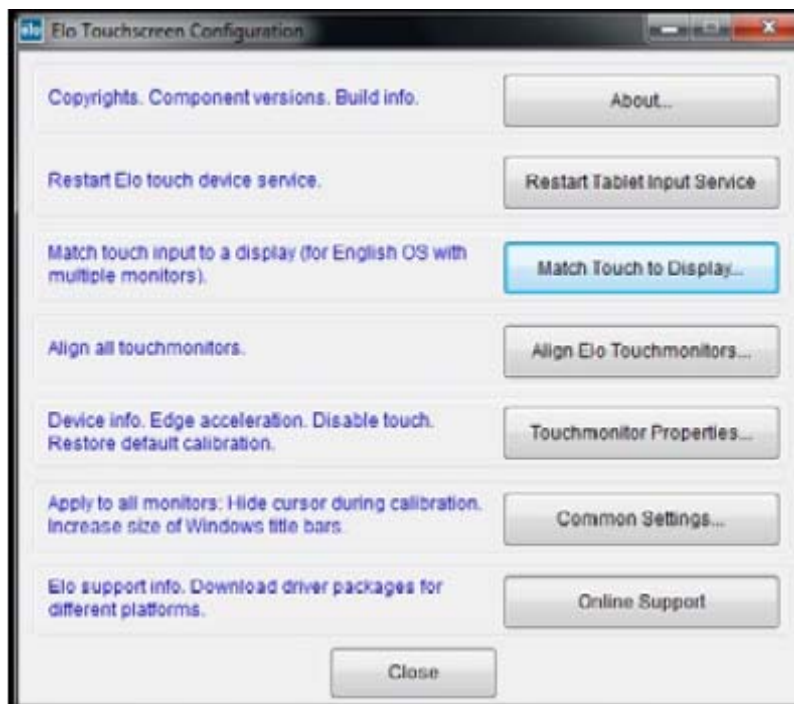 elo Elo Touchscreen Configuration
Copyrights. Component versions. Build info.
About...
Restart Elo touch device service.
Restart Tablet Input Service
Match touch input to a display (for English OS with
multiple monitors).
Match Touch to Display...
Align all touchmonitors.
Align Elo Touchmonitors...
Device info. Edge acceleration. Disable touch.
Restore default calibration.
Touchmonitor Properties...
Apply to all monitors: Hide cursor during calibration.
Increase size of Windows title bars.
Common Settings...
Elo support info. Download driver packages for
different platforms.
Online Support
Close